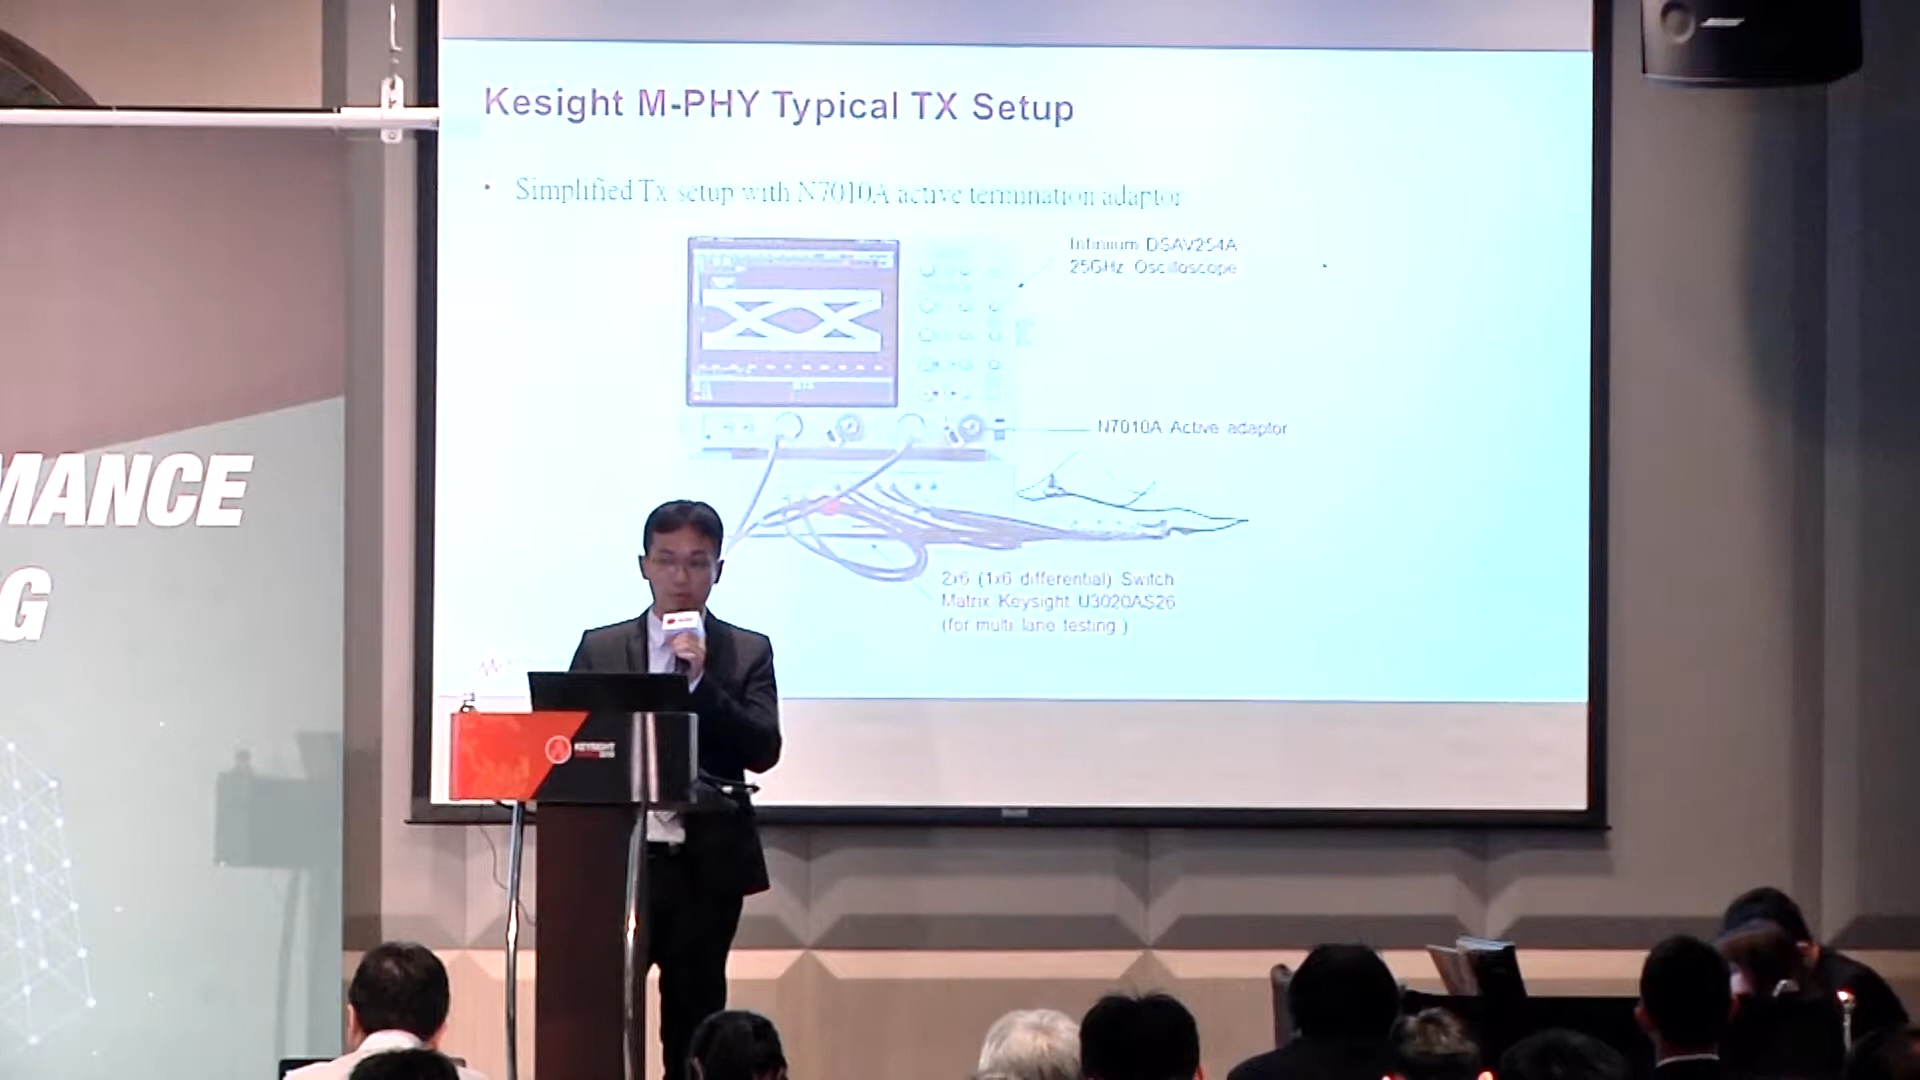 Kesight M-PHY Typical TX Setup
• Simplified Tx setup with N7010A active termination adaptor
Infiniium DSAV254A
25GHz Oscilloscope
N7010A Active adaptor
2x6 (1x6 differential) Switch
Matrix Keysight U3020AS26
(for multi lane testing )
MANCE
G
KEYSIGHT